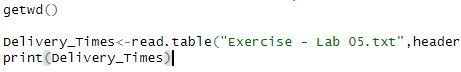 getwd()
Delivery_Times<-read.table("Exercise - Lab 05.txt",header
print(Delivery_Times)